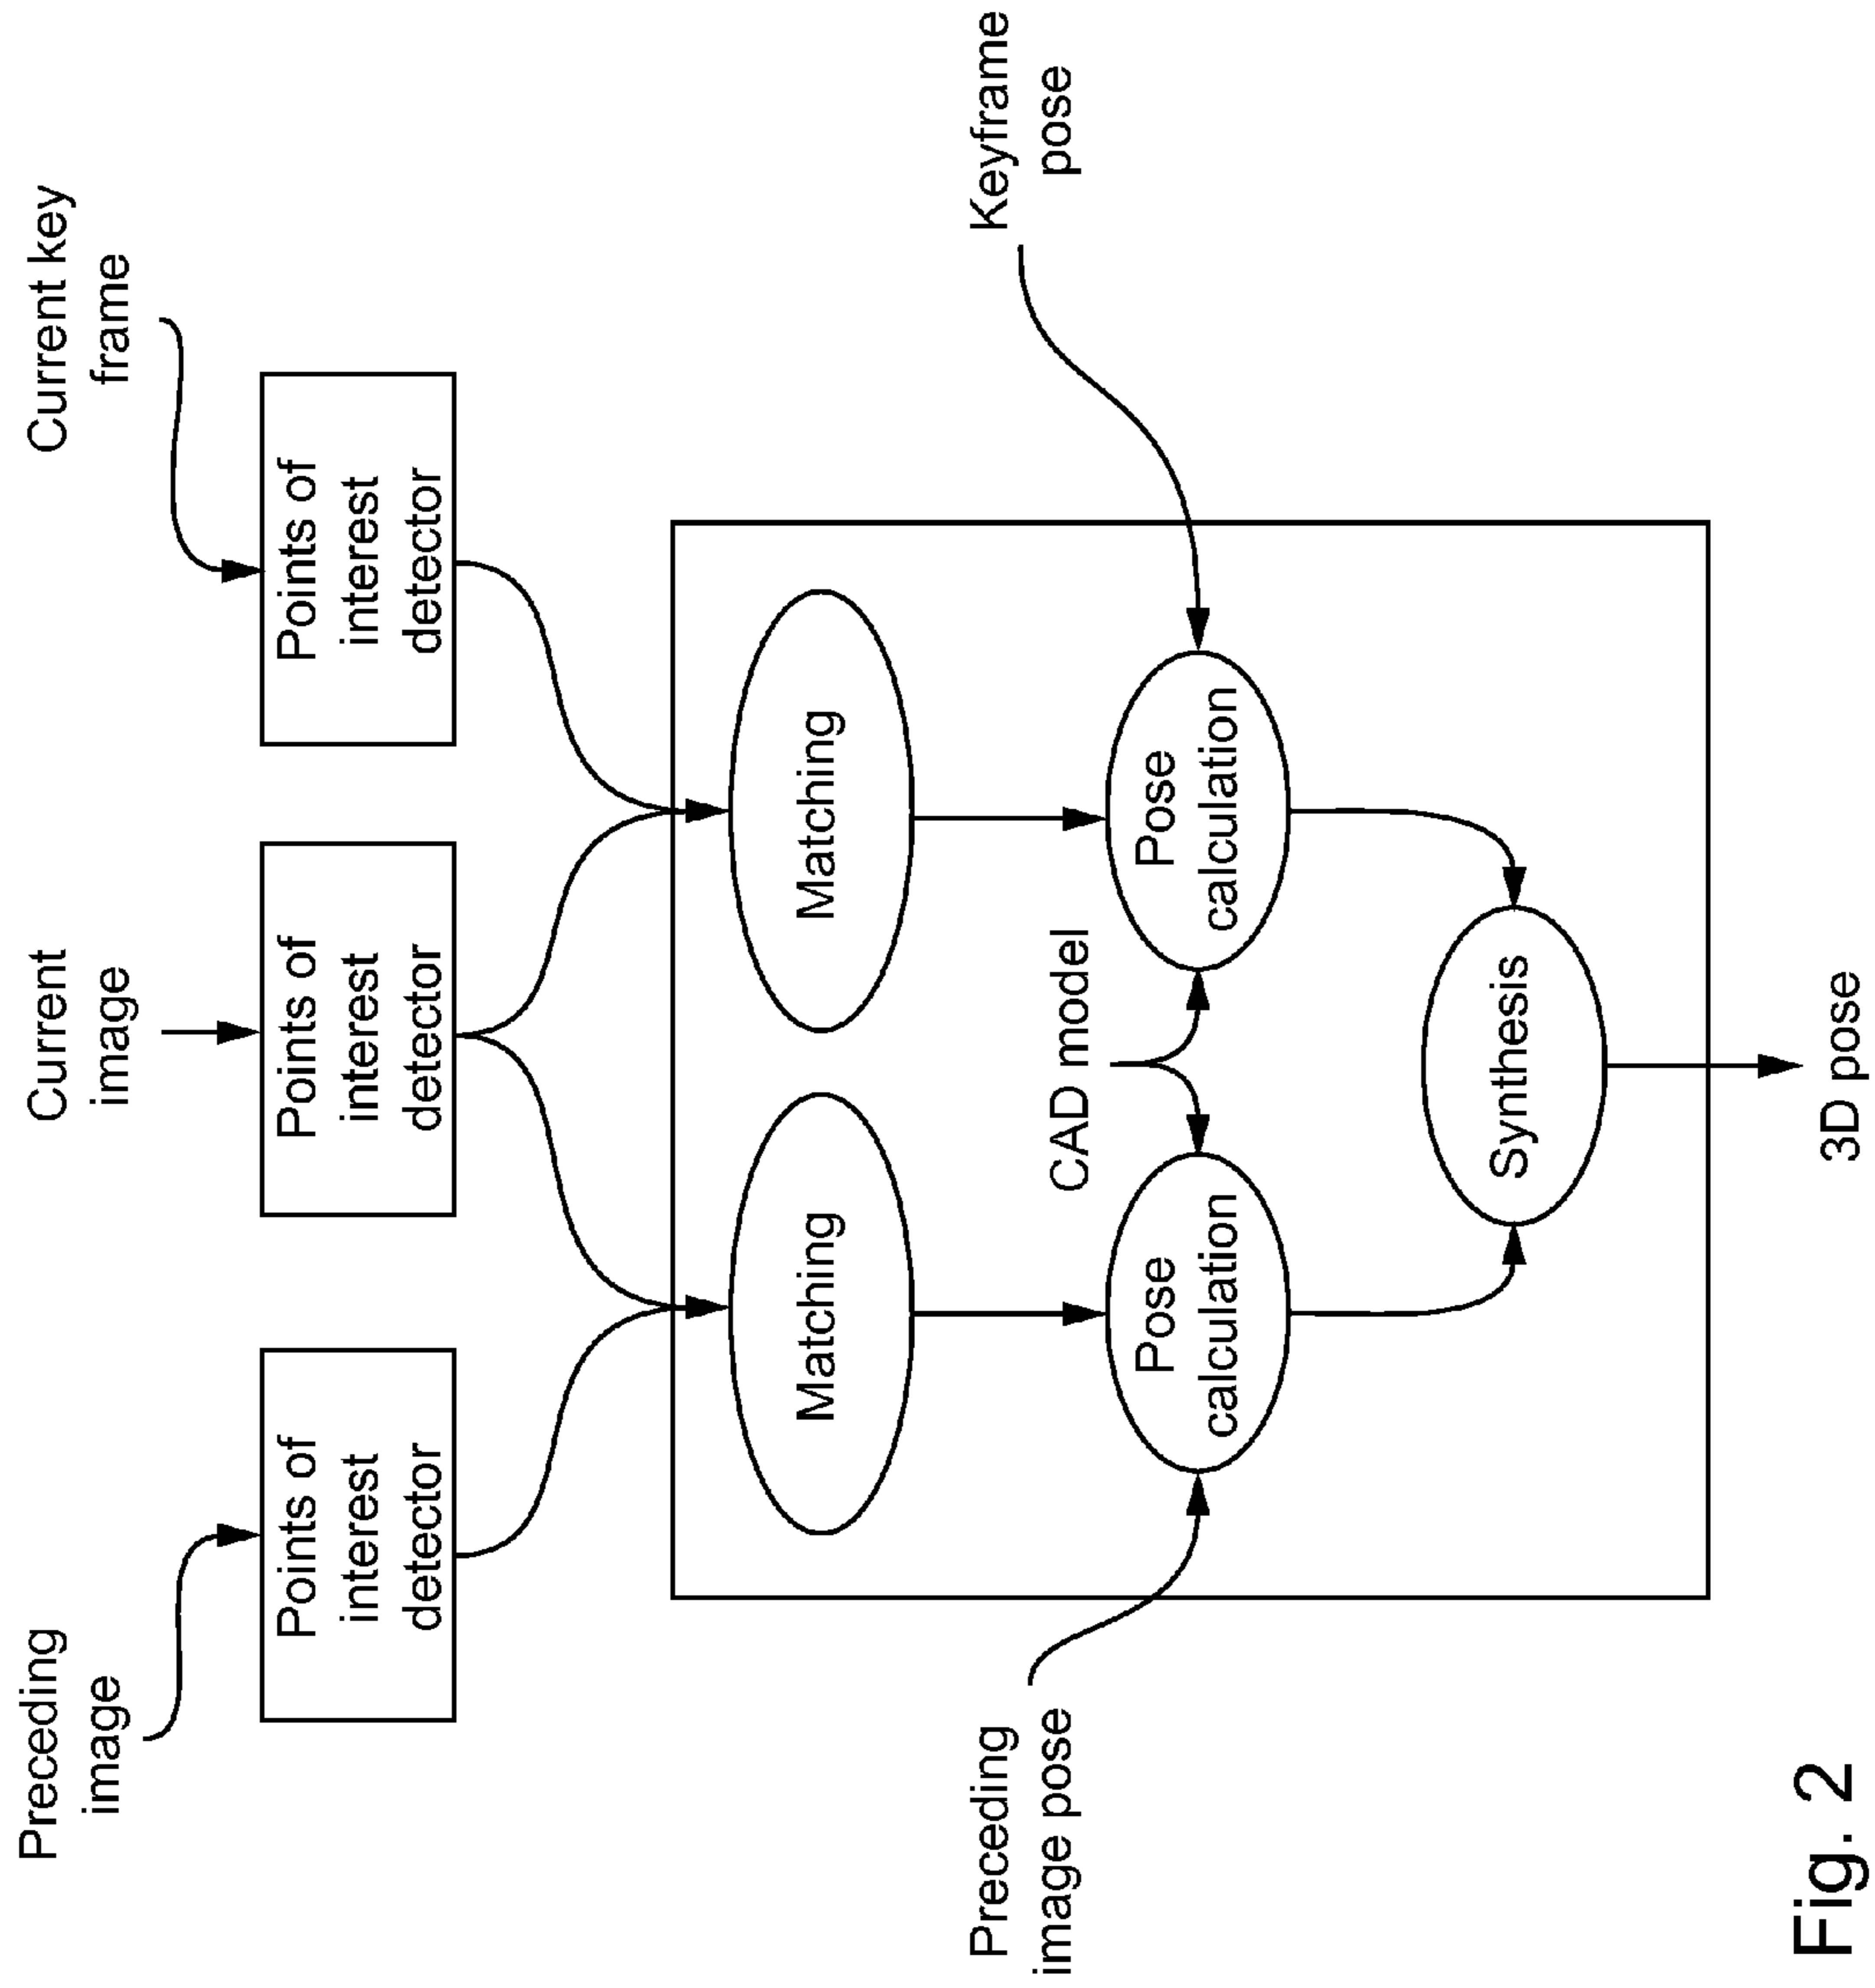 Preceding
image
Current
image
Current key
frame
Points of
interest
detector
Points of
interest
detector
Points of
interest
detector
Matching
Matching
Preceding
image pose
CAD model
Keyframe
pose
Pose
calculation
Pose
calculation
Synthesis
3D pose
Fig. 2